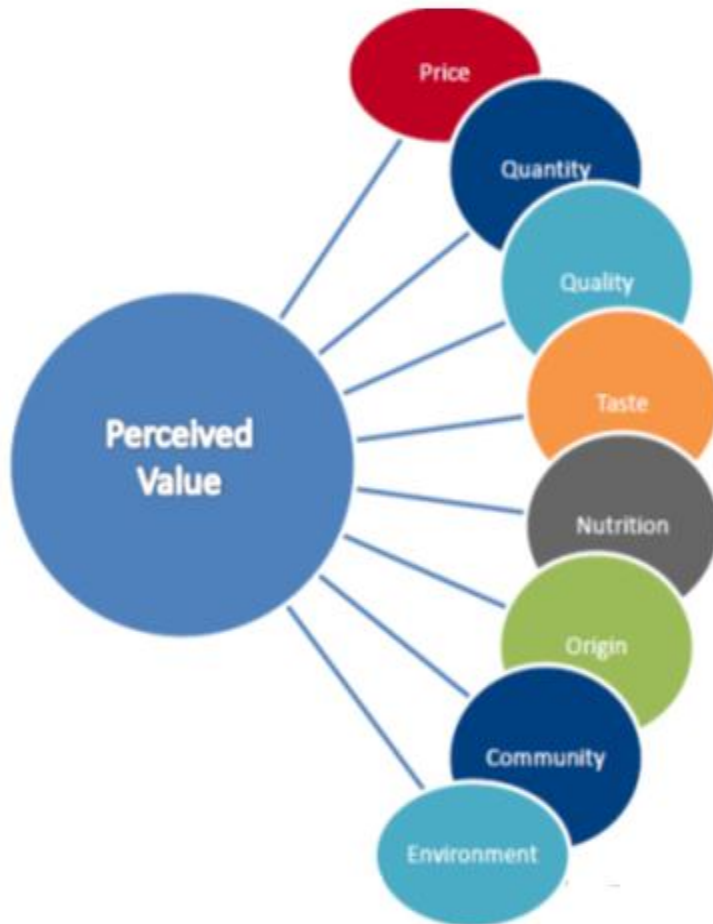 Price
Quantity
Quality
Perceived
Value
Taste
Nutrition
Origin
Community
Environment